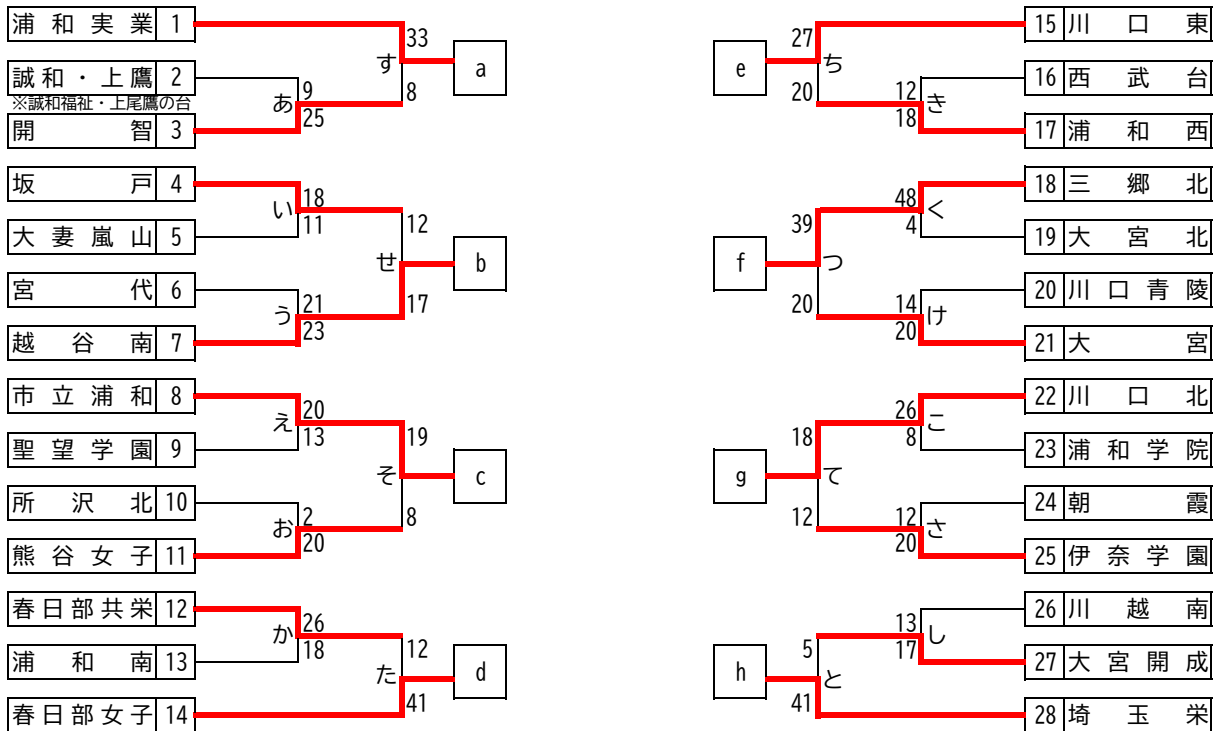 浦和実業 1
33
す a
8
誠和・上鷹 2
※誠和福祉・上尾鷹の台
9
あ
25
開智 3
坂戸 4
18
い
11
12
大妻嵐山 5
せ b
宮代 6
21
う
23
17
越谷南 7
市立浦和 8
20
え
13
19
聖望学園 9
そ c
所沢北 10
2
お
20
8
熊谷女子 11
春日部共栄 12
26
か
18
12
浦和南 13
た d
41
春日部女子 14
15 川口東
27
e ち
20
16 西武台
12
き
18
17 浦和西
18 三郷北
48
く
4
39
19 大宮北
f つ
20 川口青陵
14
け
20
20
21 大宮
22 川口北
26
こ
8
18
23 浦和学院
g て
24 朝霞
12
さ
20
12
25 伊奈学園
26 川越南
13
し
17
5
27 大宮開成
h と
41
28 埼玉栄